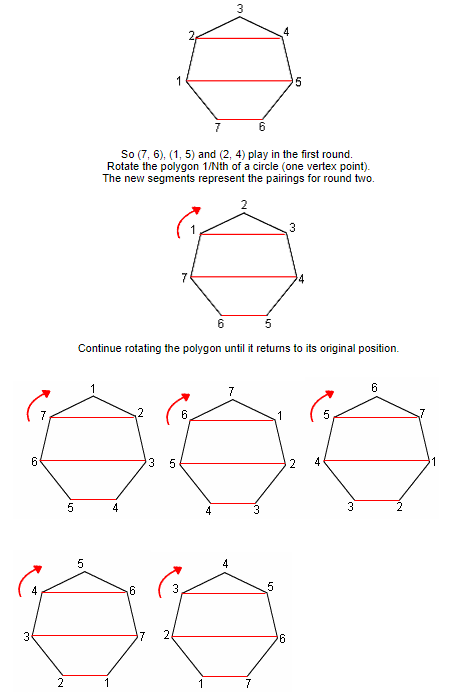 3
2 4
1 5
7 6
So (7, 6), (1, 5) and (2, 4) play in the first round.
Rotate the polygon 1/Nth of a circle (one vertex point).
The new segments represent the pairings for round two.
2
1 3
7 4
6 5
Continue rotating the polygon until it returns to its original position.
1 7 6
7 2 6 1 5 7
6 3 5 2 4 1
5 4 4 3 3 2
5 4
4 6 3 5
3 7 2 6
2 1 1 7